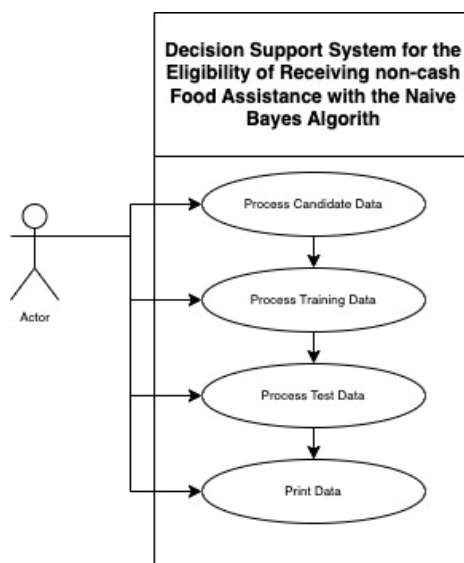 Decision Support System for the
Eligibility of Receiving non-cash
Food Assistance with the Naive
Bayes Algorith
Process Candidate Data
Process Training Data
Actor
Process Test Data
Print Data